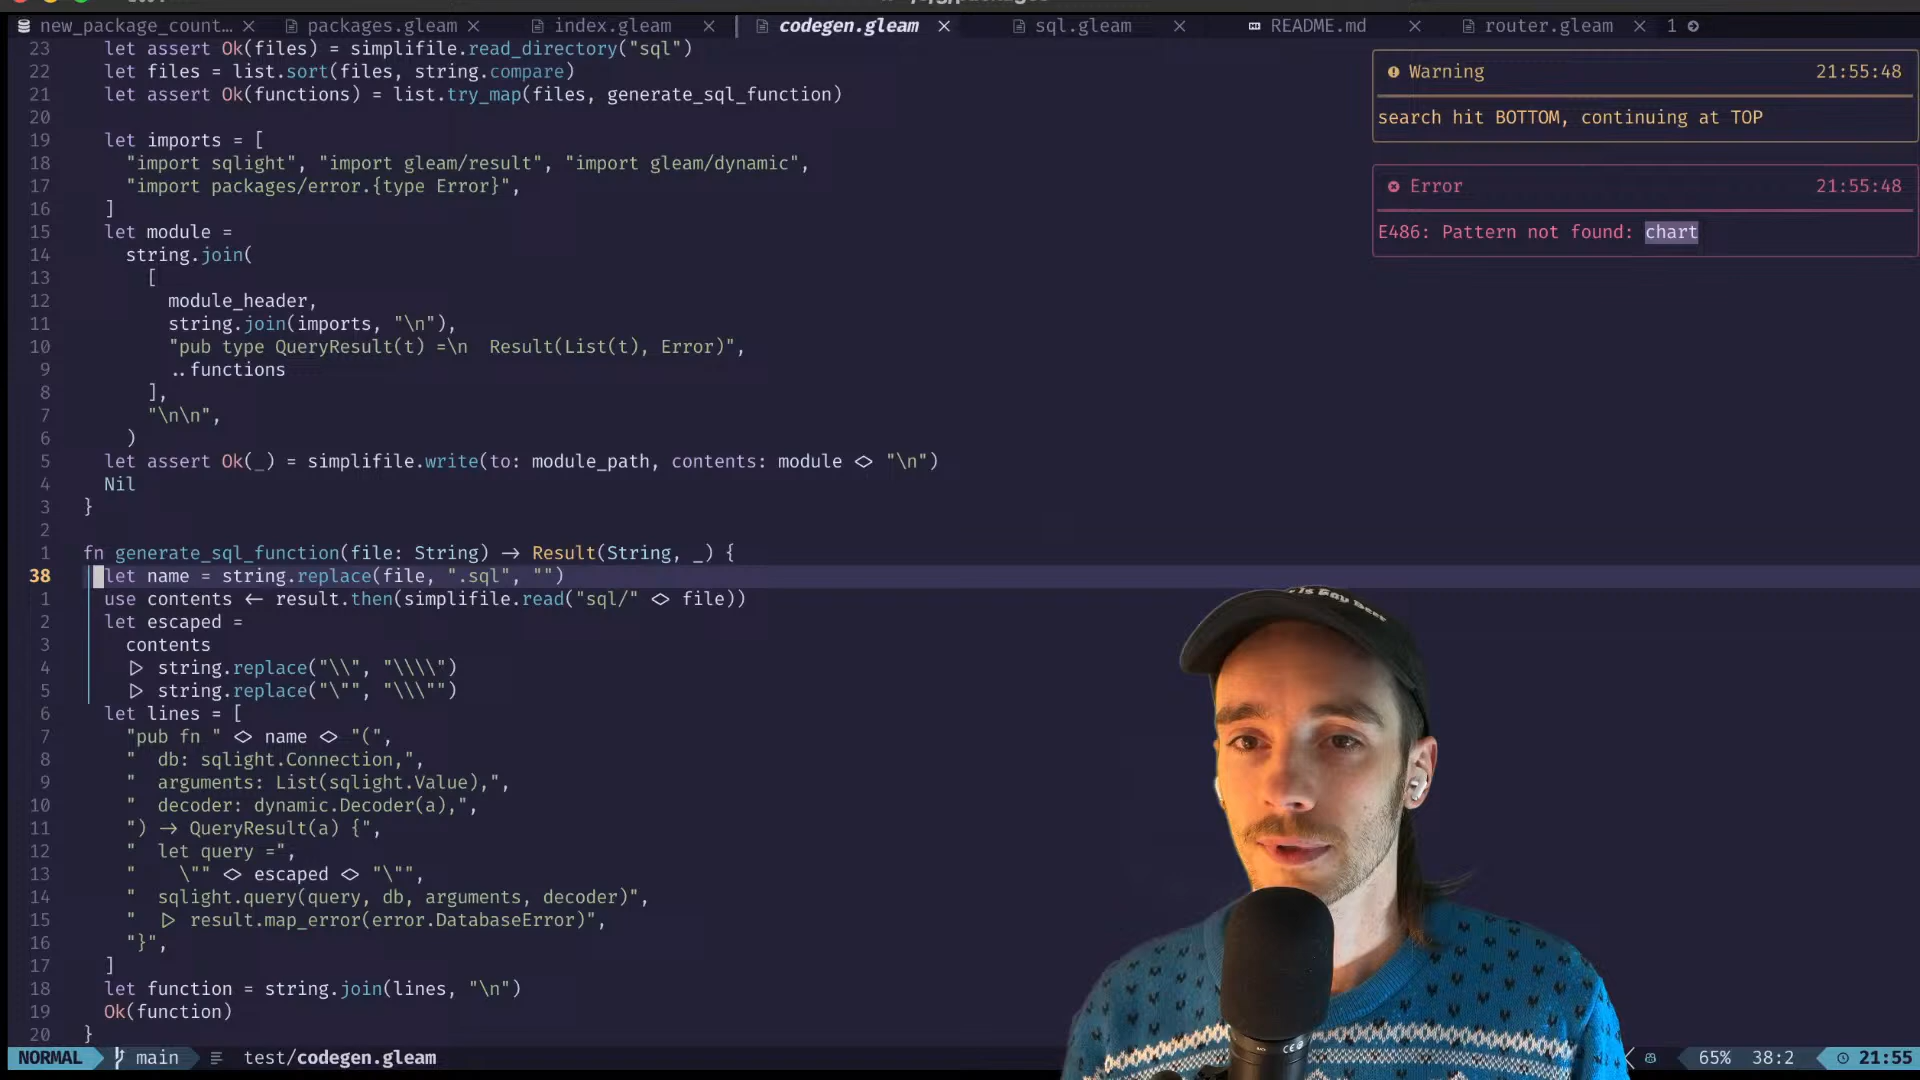 new_package_count… × packages.gleam × index.gleam × codegen.gleam × sql.gleam × README.md × router.gleam × 1
23 let assert Ok(files) = simplifile.read_directory("sql")
22 let files = list.sort(files, string.compare)
21 let assert Ok(functions) = list.try_map(files, generate_sql_function)
20
19 let imports = [
18 "import sqlight", "import gleam/result", "import gleam/dynamic",
17 "import packages/error.{type Error}",
16 ]
15 let module =
14 string.join(
13 [
12 module_header,
11 string.join(imports, "\n"),
10 "pub type QueryResult(t) =\n  Result(List(t), Error)",
9 ..functions
8 ],
7 "\n\n",
6 )
5 let assert Ok(_) = simplifile.write(to: module_path, contents: module <> "\n")
4 Nil
3 }
2
1 fn generate_sql_function(file: String) -> Result(String, _) {
38 let name = string.replace(file, ".sql", "")
1 use contents <- result.then(simplifile.read("sql/" <> file))
2 let escaped =
3 contents
4 |> string.replace("\\", "\\\\")
5 |> string.replace("\"", "\\\"")
6 let lines = [
7 "pub fn " <> name <> "(",
8 "  db: sqlight.Connection,",
9 "  arguments: List(sqlight.Value),",
10 "  decoder: dynamic.Decoder(a),",
11 ") -> QueryResult(a) {",
12 "  let query =",
13 "    \"" <> escaped <> "\"",
14 "  sqlight.query(query, db, arguments, decoder)",
15 "  |> result.map_error(error.DatabaseError)",
16 "}",
17 ]
18 let function = string.join(lines, "\n")
19 Ok(function)
20 }
Warning 21:55:48
search hit BOTTOM, continuing at TOP
Error 21:55:48
E486: Pattern not found: chart
NORMAL main test/codegen.gleam 65% 38:2 21:55